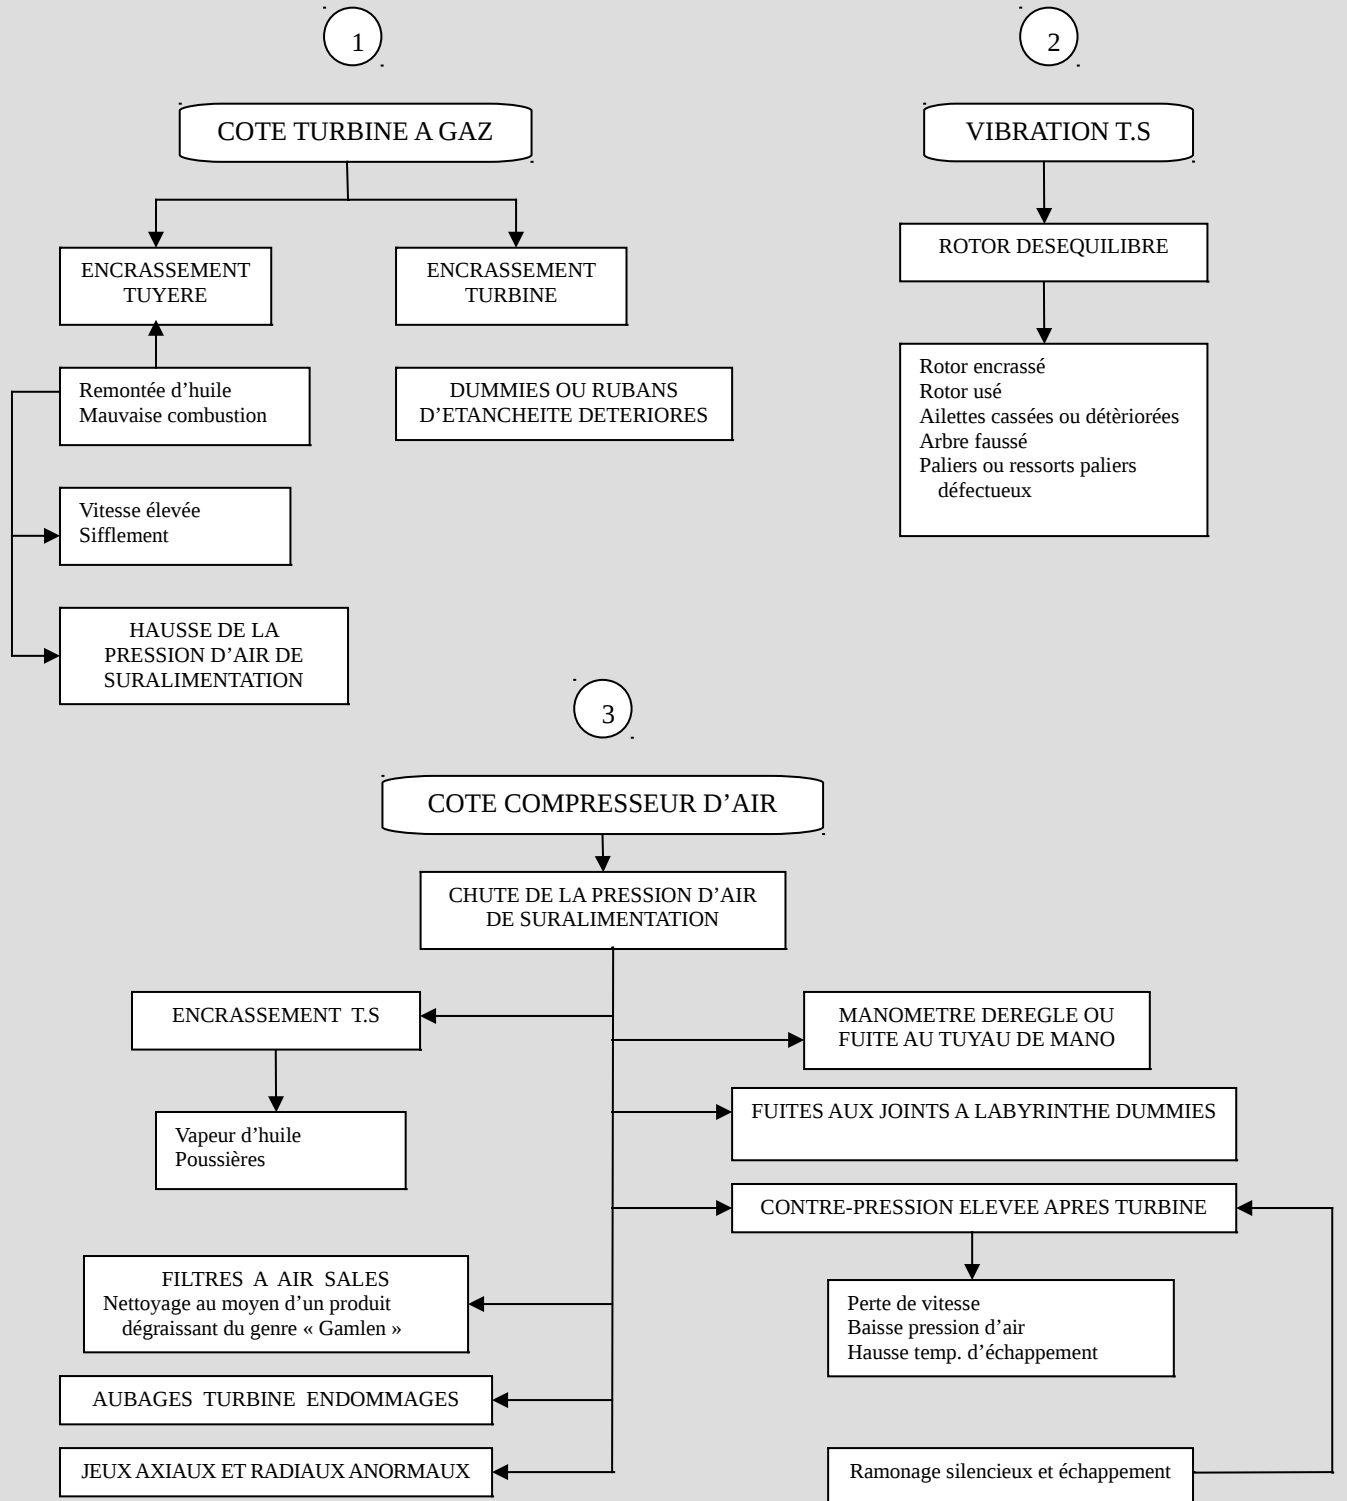 1
COTE TURBINE A GAZ
ENCRASSEMENT
TUYERE
ENCRASSEMENT
TURBINE
Remontée d’huile
Mauvaise combustion
DUMMIES OU RUBANS
D’ETANCHEITE DETERIORES
Vitesse élevée
Sifflement
HAUSSE DE LA
PRESSION D’AIR DE
SURALIMENTATION
2
VIBRATION T.S
ROTOR DESEQUILIBRE
Rotor encrassé
Rotor usé
Ailettes cassées ou détèriorées
Arbre faussé
Paliers ou ressorts paliers
défectueux
3
COTE COMPRESSEUR D’AIR
CHUTE DE LA PRESSION D’AIR
DE SURALIMENTATION
ENCRASSEMENT T.S
Vapeur d’huile
Poussières
FILTRES A AIR SALES
Nettoyage au moyen d’un produit
dégraissant du genre « Gamlen »
AUBAGES TURBINE ENDOMMAGES
JEUX AXIAUX ET RADIAUX ANORMAUX
MANOMETRE DEREGLE OU
FUITE AU TUYAU DE MANO
FUITES AUX JOINTS A LABYRINTHE DUMMIES
CONTRE-PRESSION ELEVEE APRES TURBINE
Perte de vitesse
Baisse pression d’air
Hausse temp. d’échappement
Ramonage silencieux et échappement